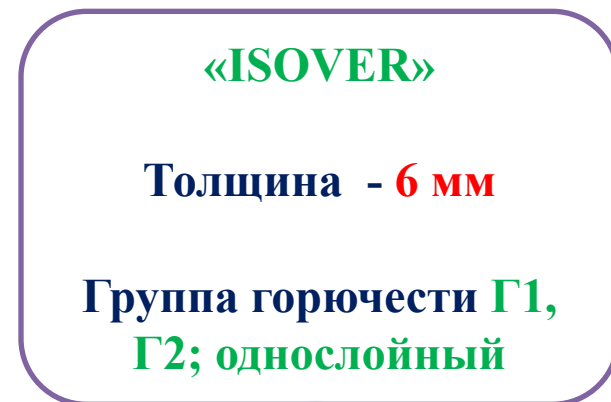 «ISOVER»
Толщина - 6 мм
Группа горючести Г1,
Г2; однослойный